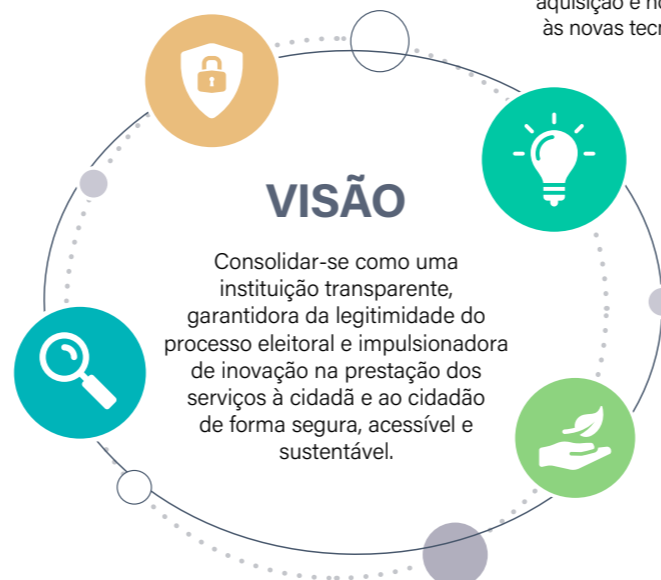 aquisição e
às novas
VISÃO
Consolidar-se como uma
instituição transparente,
garantidora da legitimidade do
processo eleitoral e impulsionadora
de inovação na prestação dos
serviços à cidadã e ao cidadão
de forma segura, acessível e
sustentável.